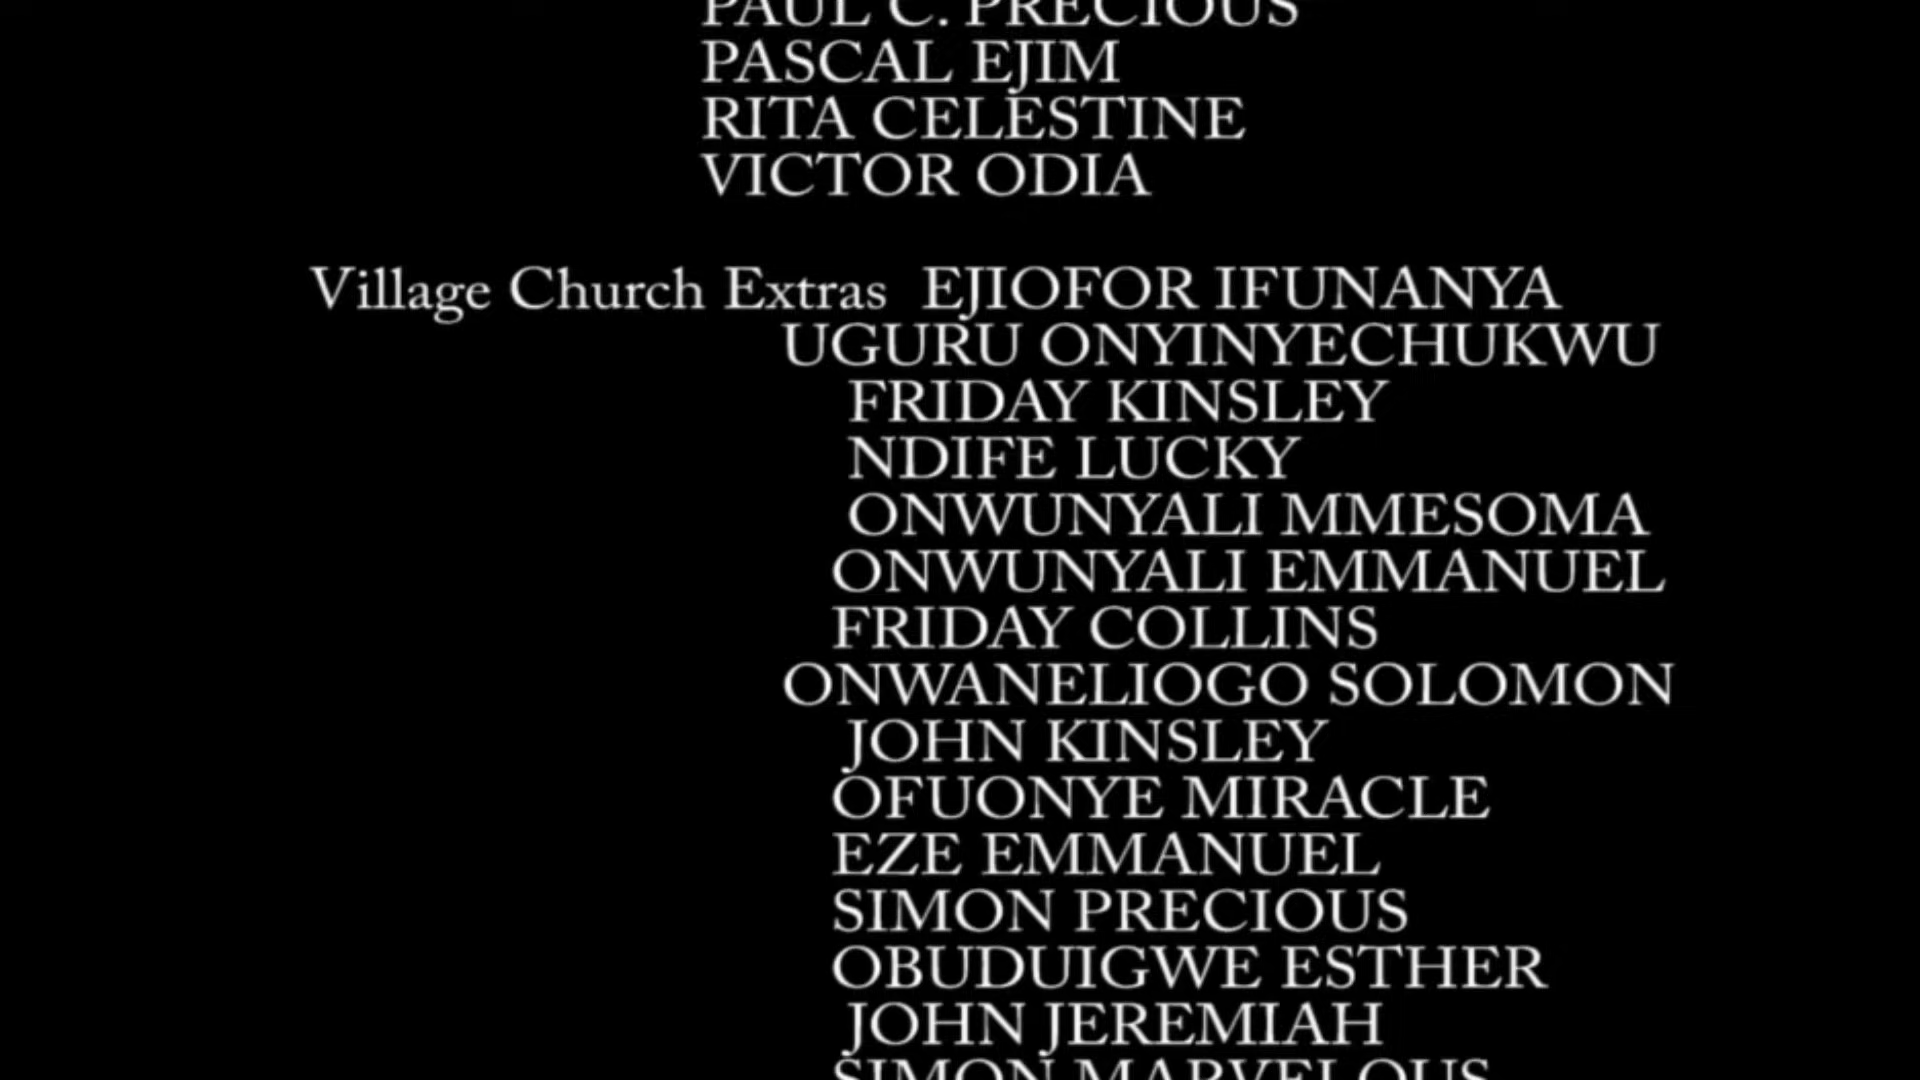 PAUL C. PRECIOUS
PASCAL EJIM
RITA CELESTINE
VICTOR ODIA
Village Church Extras EJIOFOR IFUNANYA
UGURU ONYINYECHUKWU
FRIDAY KINSLEY
NDIFE LUCKY
ONWUNYALI MMESOMA
ONWUNYALI EMMANUEL
FRIDAY COLLINS
ONWANELIOGO SOLOMON
JOHN KINSLEY
OFUONYE MIRACLE
EZE EMMANUEL
SIMON PRECIOUS
OBUDUIGWE ESTHER
JOHN JEREMIAH
SIMON MARVELOUS